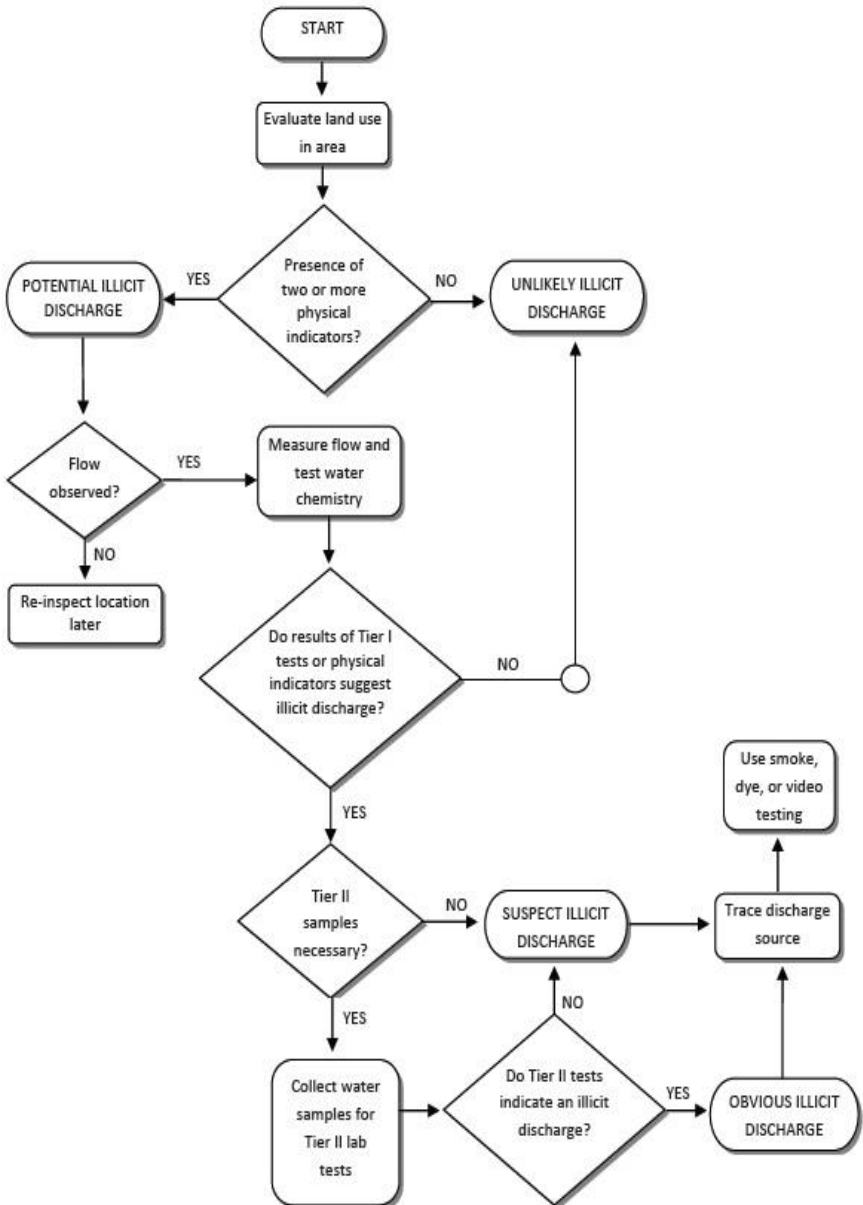 START
Evaluate land use
in area
Presence of
two or more
physical
indicators?
YES
NO
POTENTIAL ILLICIT
DISCHARGE
UNLIKELY ILLICIT
DISCHARGE
Flow
observed?
YES
NO
Measure flow and
test water
chemistry
Re-inspect location
later
Do results of Tier I
tests or physical
indicators suggest
illicit discharge?
NO
YES
Tier II
samples
necessary?
NO
YES
SUSPECT ILLICIT
DISCHARGE
Trace discharge
source
Use smoke,
dye, or video
testing
Collect water
samples for
Tier II lab
tests
Do Tier II tests
indicate an illicit
discharge?
NO
YES
OBVIOUS ILLICIT
DISCHARGE